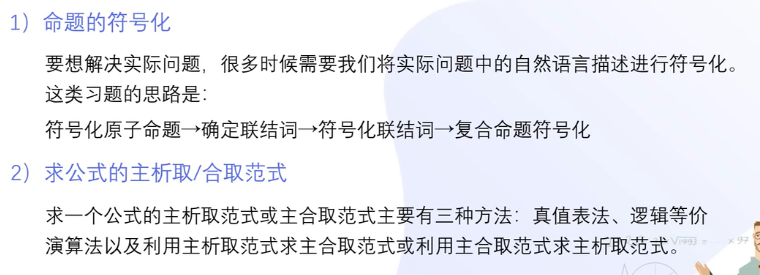 1）命题的符号化
要想解决实际问题，很多时候需要我们将实际问题中的自然语言描述进行符号化。
这类习题的思路是：
符号化原子命题→确定联结词→符号化联结词→复合命题符号化
2）求公式的主析取/合取范式
求一个公式的主析取范式或主合取范式主要有三种方法：真值表法、逻辑等价
演算法以及利用主析取范式求主合取范式或利用主合取范式求主析取范式。